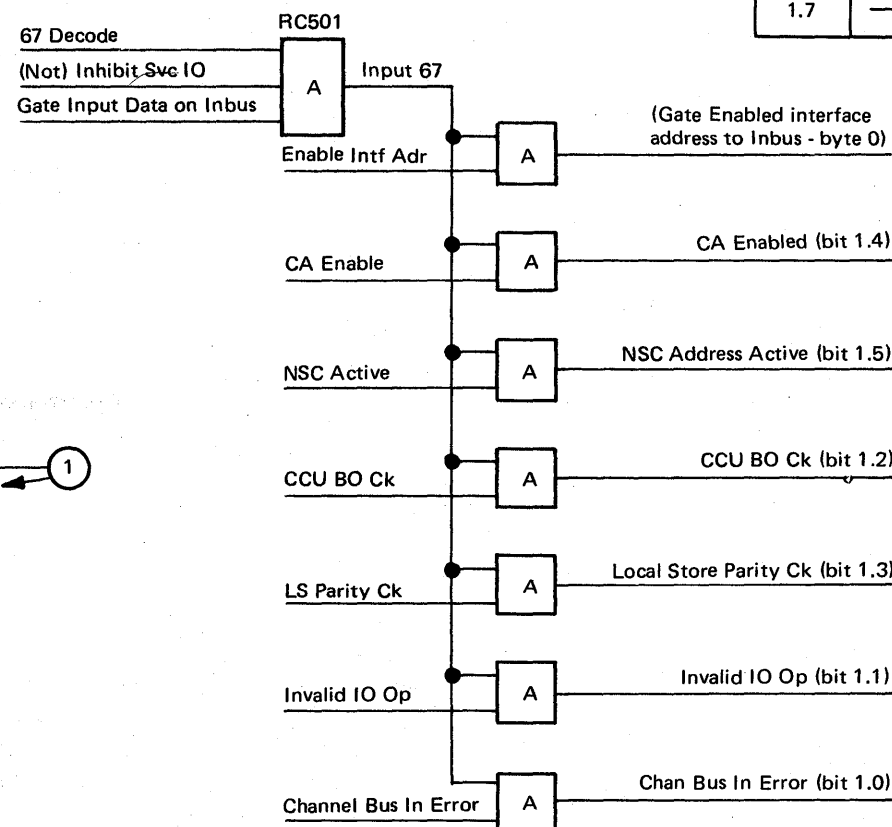 1.7 —
RC501
67 Decode
(Not) Inhibit Svc IO
A
Input 67
Gate Input Data on Inbus
(Gate Enabled interface
address to Inbus - byte 0)
Enable Intf Adr
A
CA Enabled (bit 1.4)
CA Enable
A
NSC Address Active (bit 1.5)
NSC Active
A
CCU BO Ck (bit 1.2)
1
CCU BO Ck
A
Local Store Parity Ck (bit 1.3)
LS Parity Ck
A
Invalid IO Op (bit 1.1)
Invalid IO Op
A
Chan Bus In Error (bit 1.0)
Channel Bus In Error
A